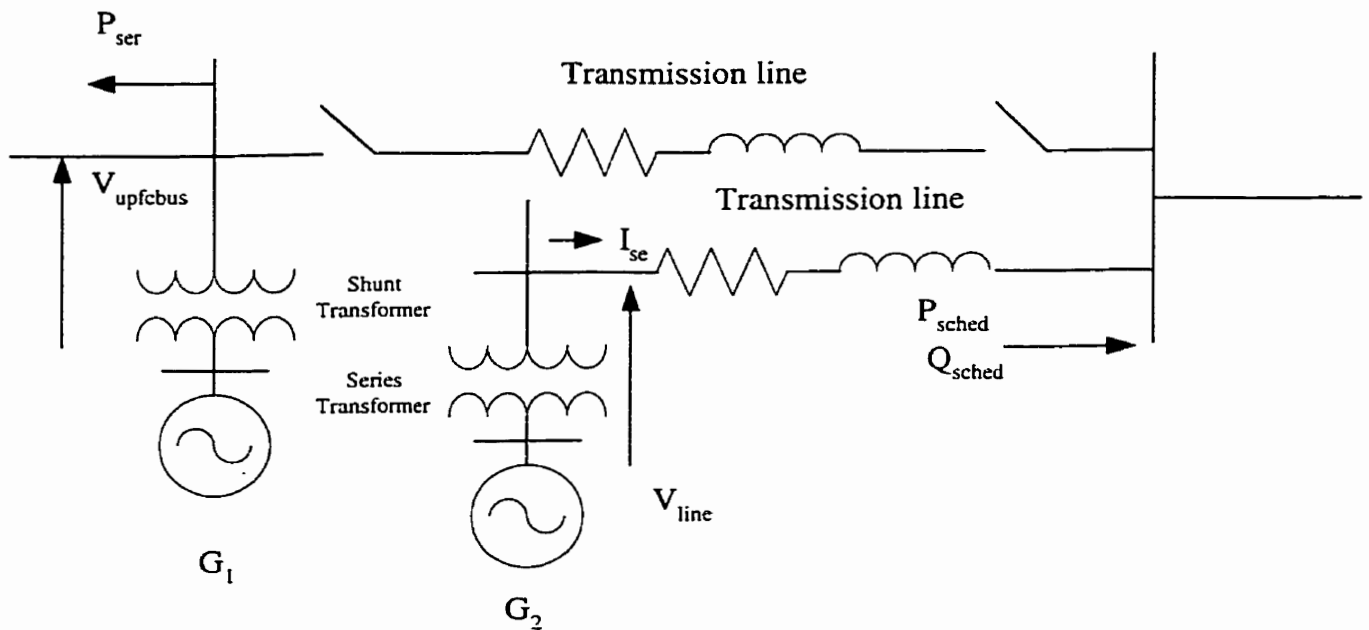 P_ser
Transmission line
V_upfcbus
Transmission line
I_se
Shunt
Transformer
P_sched
Q_sched
Series
Transformer
V_line
G_1
G_2